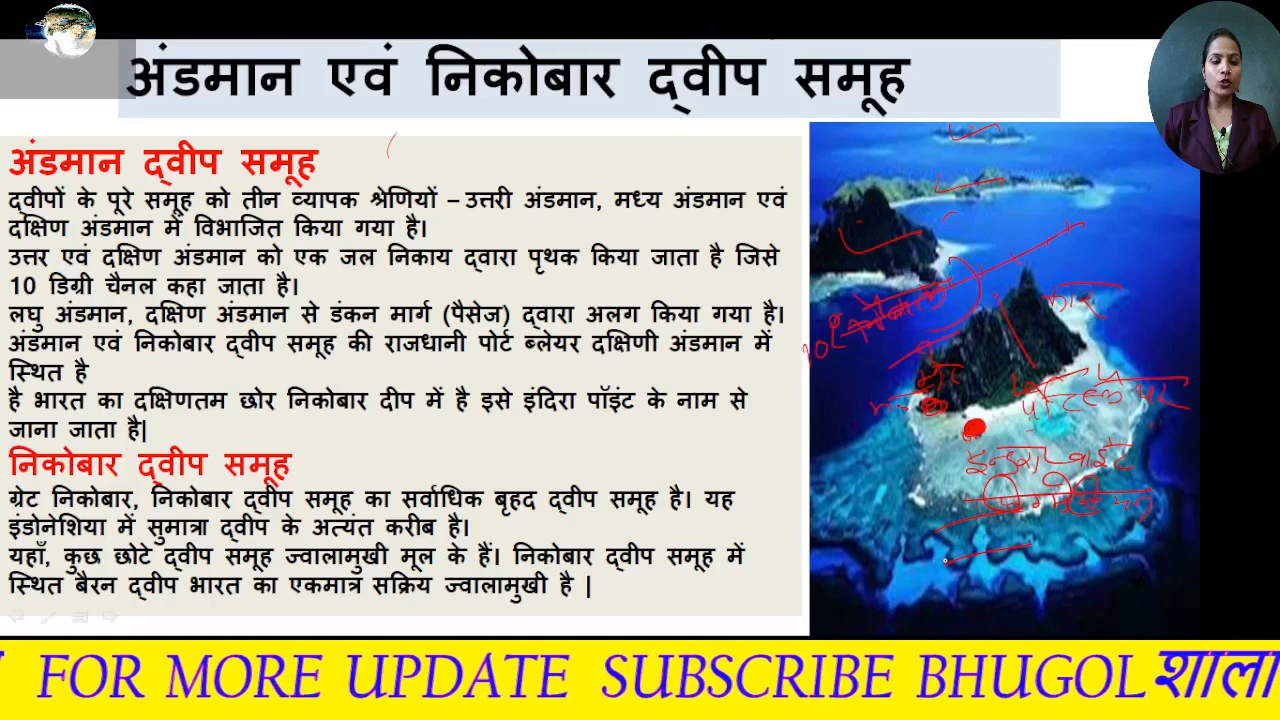 अंडमान एवं निकोबार द्वीप समूह
अंडमान द्वीप समूह
द्वीपों के पूरे समूह को तीन व्यापक श्रेणियों – उत्तरी अंडमान, मध्य अंडमान एवं
दक्षिण अंडमान में विभाजित किया गया है।
उत्तर एवं दक्षिण अंडमान को एक जल निकाय द्वारा पृथक किया जाता है जिसे
10 डिग्री चैनल कहा जाता है।
लघु अंडमान, दक्षिण अंडमान से डंकन मार्ग (पैसेज) द्वारा अलग किया गया है।
अंडमान एवं निकोबार द्वीप समूह की राजधानी पोर्ट ब्लेयर दक्षिणी अंडमान में
स्थित है
है भारत का दक्षिणतम छोर निकोबार दीप में है इसे इंदिरा पॉइंट के नाम से
जाना जाता है|
निकोबार द्वीप समूह
ग्रेट निकोबार, निकोबार द्वीप समूह का सर्वाधिक बृहद द्वीप समूह है। यह
इंडोनेशिया में सुमात्रा द्वीप के अत्यंत करीब है।
यहाँ, कुछ छोटे द्वीप समूह ज्वालामुखी मूल के हैं। निकोबार द्वीप समूह में
स्थित बैरन द्वीप भारत का एकमात्र सक्रिय ज्वालामुखी है |
FOR MORE UPDATE SUBSCRIBE BHUGOL शाला